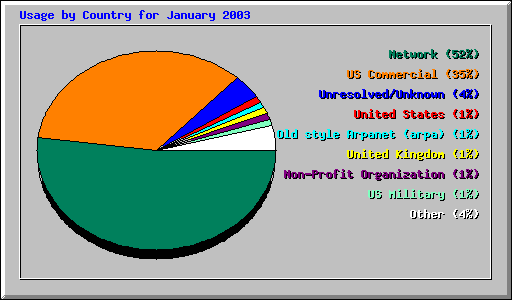 Usage by Country for January 2003
Network (52%)
US Commercial (35%)
Unresolved/Unknown (4%)
United States (1%)
Old style Arpanet (arpa) (1%)
United Kingdom (1%)
Non-Profit Organization (1%)
US Military (1%)
Other (4%)